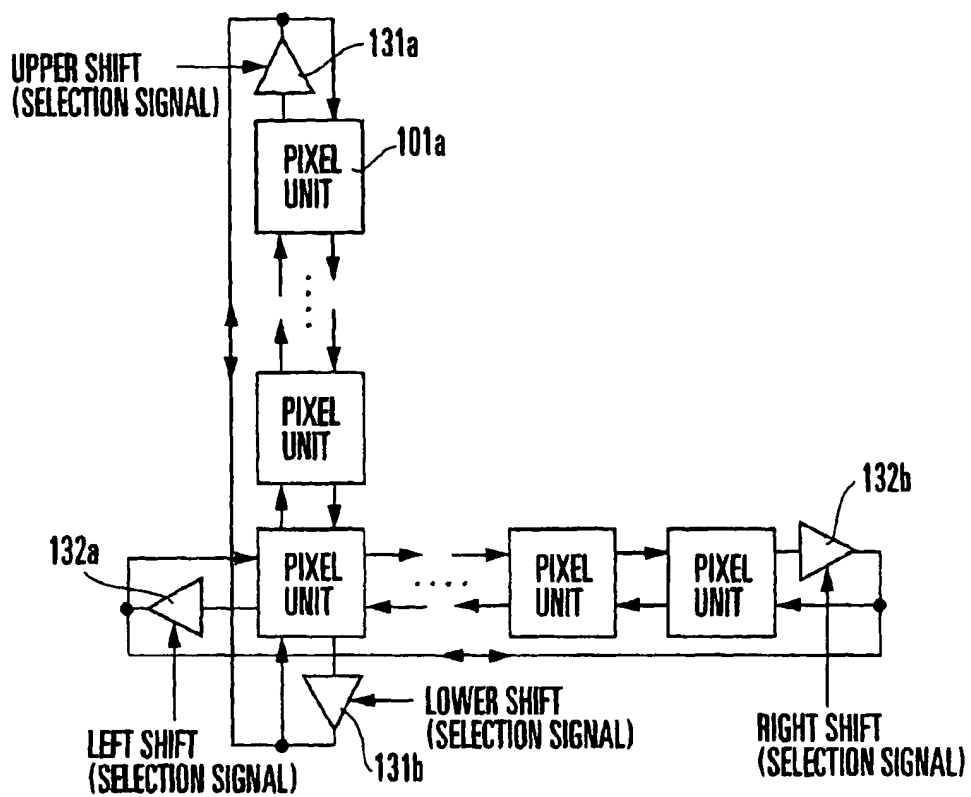 131a
UPPER SHIFT
(SELECTION SIGNAL)
PIXEL
UNIT
101a
PIXEL
UNIT
132b
132a
PIXEL
UNIT
PIXEL
UNIT
PIXEL
UNIT
LOWER SHIFT
(SELECTION SIGNAL)
RIGHT SHIFT
(SELECTION SIGNAL)
LEFT SHIFT
(SELECTION SIGNAL)
131b